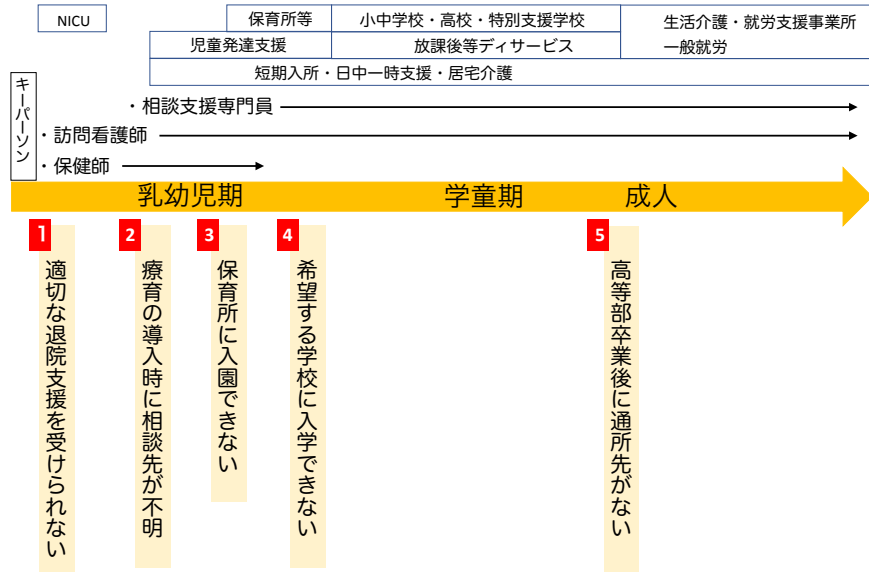 NICU
保育所等
小中学校・高校・特別支援学校
生活介護・就労支援事業所
一般就労
児童発達支援
放課後等ディサービス
短期入所・日中一時支援・居宅介護
キーパーソン
・相談支援専門員
・訪問看護師
・保健師
乳幼児期
学童期
成人
1
適切な退院支援を受けられない
2
療育の導入時に相談先が不明
3
保育所に入園できない
4
希望する学校に入学できない
5
高等部卒業後に通所先がない